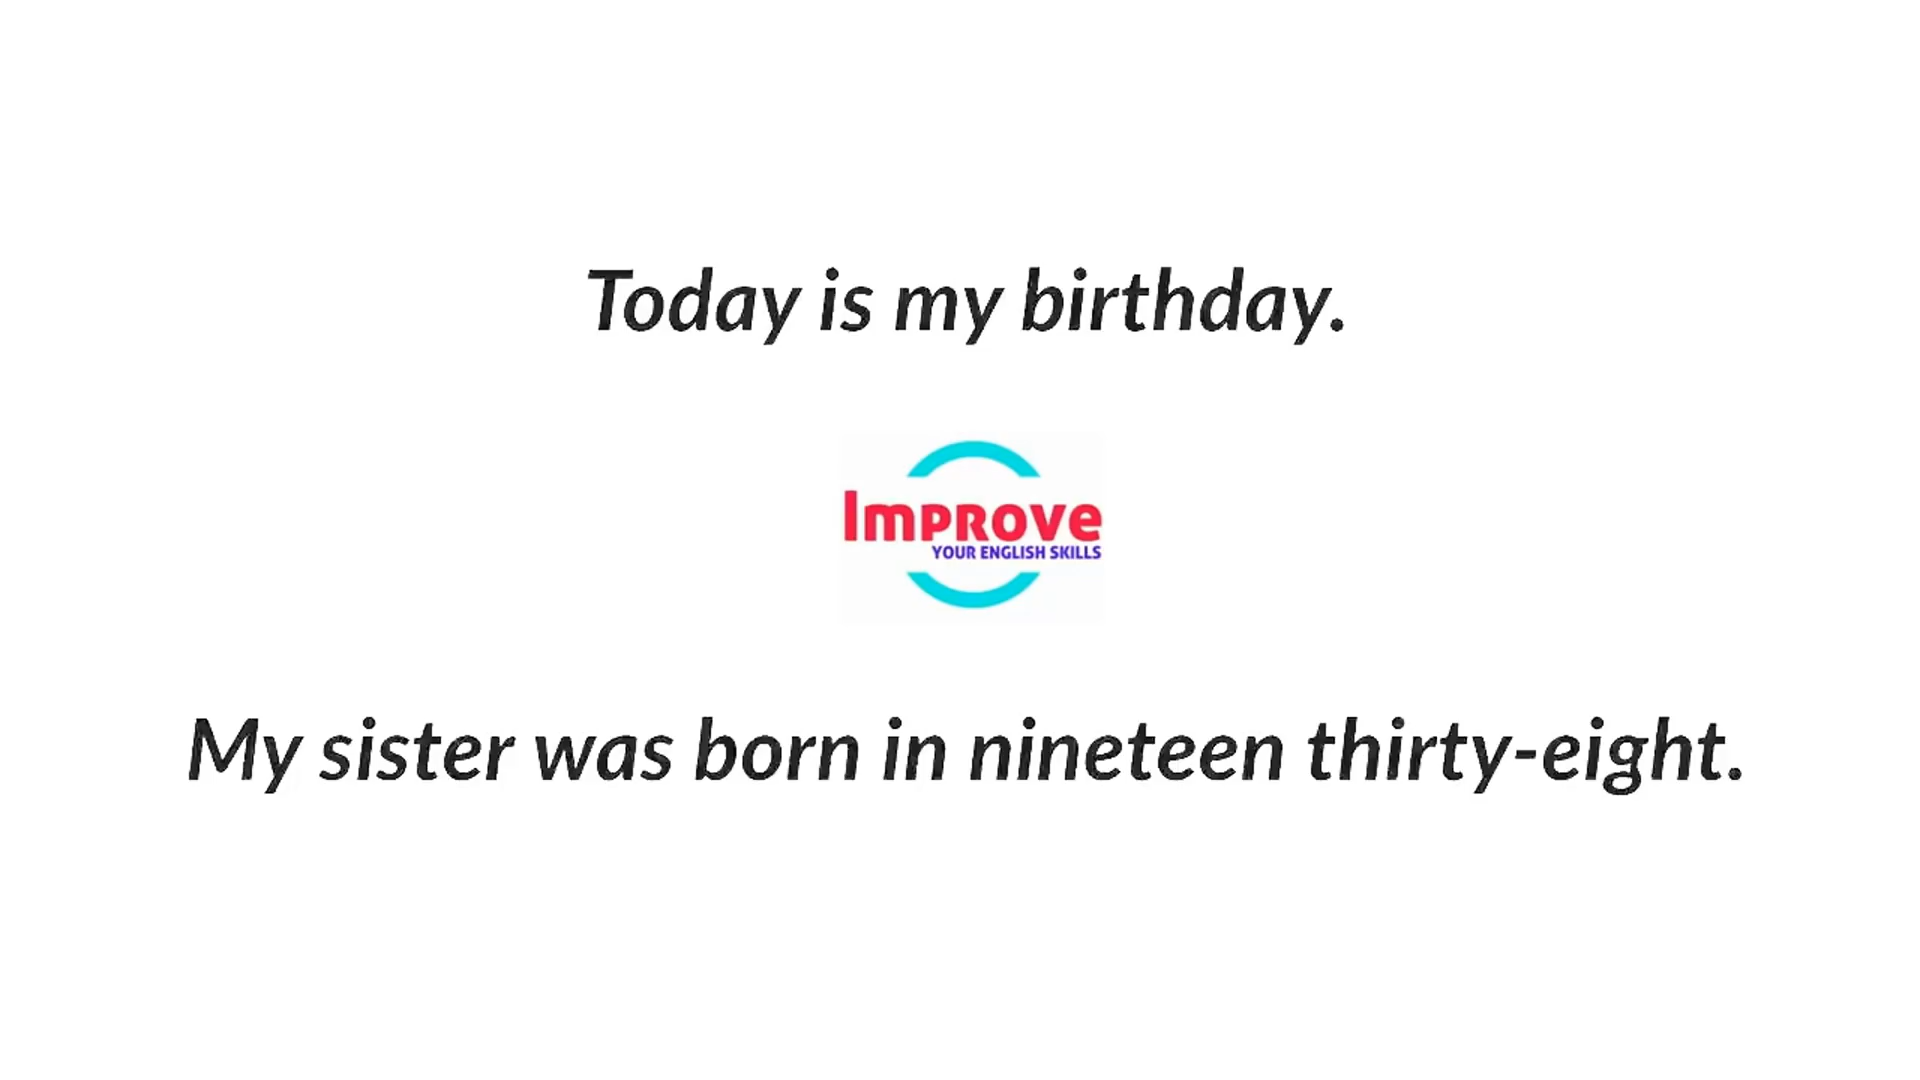 Today is my birthday.
Improve
YOUR ENGLISH SKILLS
My sister was born in nineteen thirty-eight.